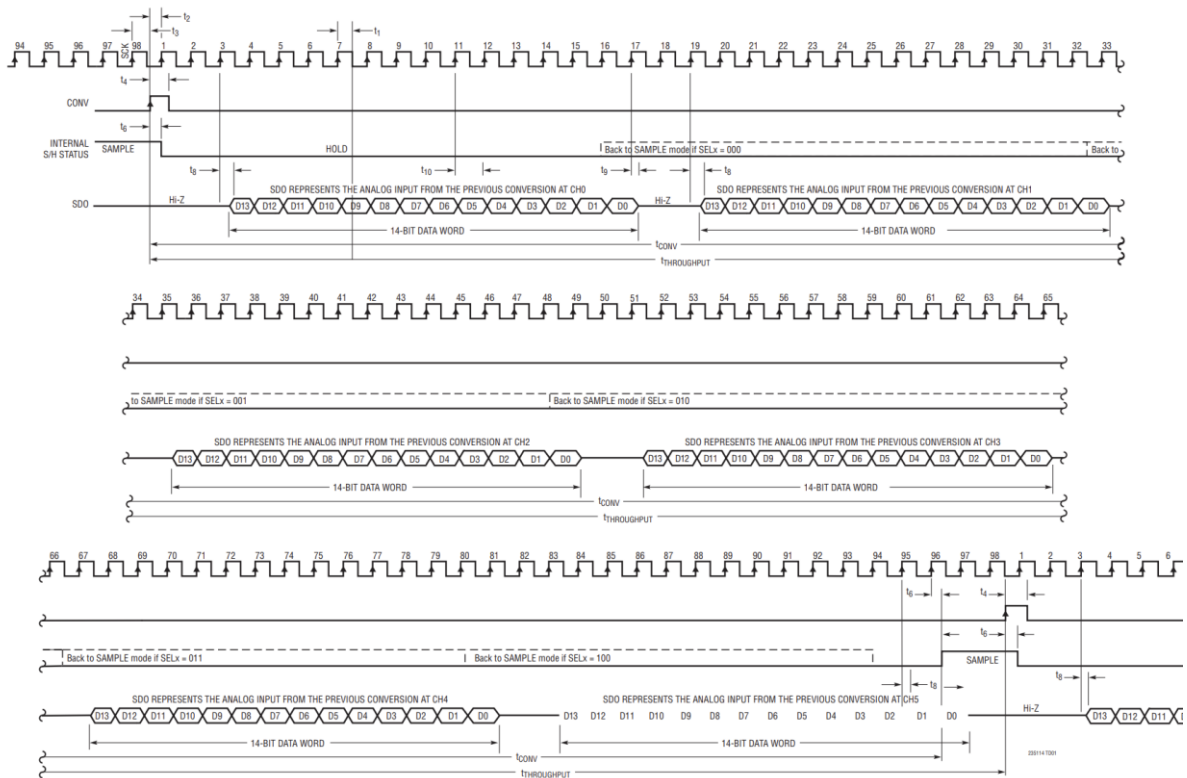 t2
t3
t1
94 95 96 97 SCK 98 1 2 3 4 5 6 7 8 9 10 11 12 13 14 15 16 17 18 19 20 21 22 23 24 25 26 27 28 29 30 31 32 33
t4
CONV
t6
INTERNAL S/H STATUS
SAMPLE HOLD Back to SAMPLE mode if SELx = 000 Back to
t8 t10 t9 t8
SDO REPRESENTS THE ANALOG INPUT FROM THE PREVIOUS CONVERSION AT CH0 SDO REPRESENTS THE ANALOG INPUT FROM THE PREVIOUS CONVERSION AT CH1
SDO Hi-Z D13 D12 D11 D10 D9 D8 D7 D6 D5 D4 D3 D2 D1 D0 Hi-Z D13 D12 D11 D10 D9 D8 D7 D6 D5 D4 D3 D2 D1 D0
14-BIT DATA WORD 14-BIT DATA WORD
tCONV
tTHROUGHPUT
34 35 36 37 38 39 40 41 42 43 44 45 46 47 48 49 50 51 52 53 54 55 56 57 58 59 60 61 62 63 64 65
to SAMPLE mode if SELx = 001 Back to SAMPLE mode if SELx = 010
SDO REPRESENTS THE ANALOG INPUT FROM THE PREVIOUS CONVERSION AT CH2 SDO REPRESENTS THE ANALOG INPUT FROM THE PREVIOUS CONVERSION AT CH3
D13 D12 D11 D10 D9 D8 D7 D6 D5 D4 D3 D2 D1 D0 D13 D12 D11 D10 D9 D8 D7 D6 D5 D4 D3 D2 D1 D0
14-BIT DATA WORD 14-BIT DATA WORD
tCONV
tTHROUGHPUT
66 67 68 69 70 71 72 73 74 75 76 77 78 79 80 81 82 83 84 85 86 87 88 89 90 91 92 93 94 95 96 97 98 1 2 3 4 5 6
t6 t4
t6
Back to SAMPLE mode if SELx = 011 Back to SAMPLE mode if SELx = 100 SAMPLE
t8 t8
SDO REPRESENTS THE ANALOG INPUT FROM THE PREVIOUS CONVERSION AT CH4 SDO REPRESENTS THE ANALOG INPUT FROM THE PREVIOUS CONVERSION AT CH5
D13 D12 D11 D10 D9 D8 D7 D6 D5 D4 D3 D2 D1 D0 D13 D12 D11 D10 D9 D8 D7 D6 D5 D4 D3 D2 D1 D0 Hi-Z D13 D12 D11
14-BIT DATA WORD 14-BIT DATA WORD
tCONV
tTHROUGHPUT